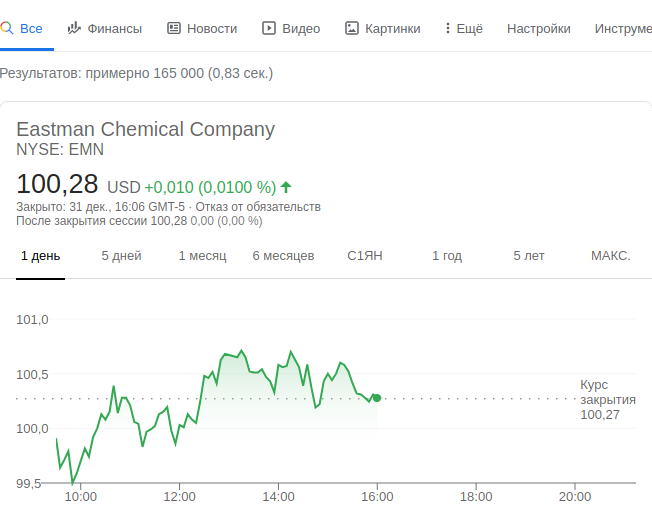 Все Финансы Новости Видео Картинки Ещё Настройки Инструме
Результатов: примерно 165 000 (0,83 сек.)
Eastman Chemical Company
NYSE: EMN
100,28 USD +0,010 (0,0100 %)
Закрыто: 31 дек., 16:06 GMT-5 · Отказ от обязательств
После закрытия сессии 100,28 0,00 (0,00 %)
1 день 5 дней 1 месяц 6 месяцев С1ЯН 1 год 5 лет МАКС.
101,0
100,5
Курс
закрытия
100,27
100,0
99,5
10:00 12:00 14:00 16:00 18:00 20:00